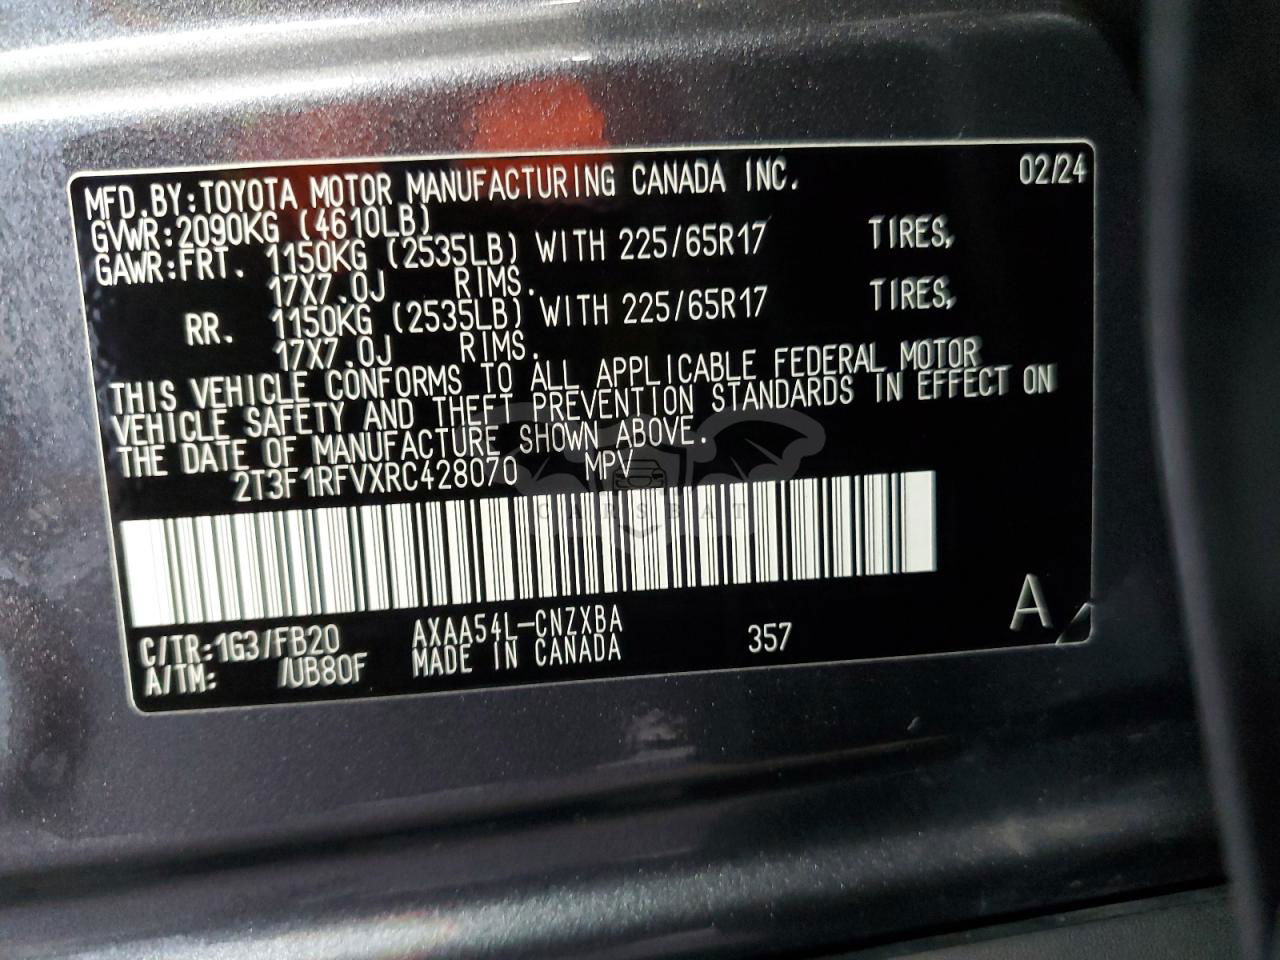 MFD.BY:TOYOTA MOTOR MANUFACTURING CANADA INC. 02/24
GVWR:2090KG (4610LB)
GAWR:FRT. 1150KG (2535LB) WITH 225/65R17 TIRES,
17X7.0J RIMS.
RR. 1150KG (2535LB) WITH 225/65R17 TIRES,
17X7.0J RIMS.
THIS VEHICLE CONFORMS TO ALL APPLICABLE FEDERAL MOTOR
VEHICLE SAFETY AND THEFT PREVENTION STANDARDS IN EFFECT ON
THE DATE OF MANUFACTURE SHOWN ABOVE.
2T3F1RFVXRC428070 MPV
CARSBAT
C/TR:1G3/FB20 AXAA54L-CNZXBA 357 A
A/TM: /UB80F MADE IN CANADA